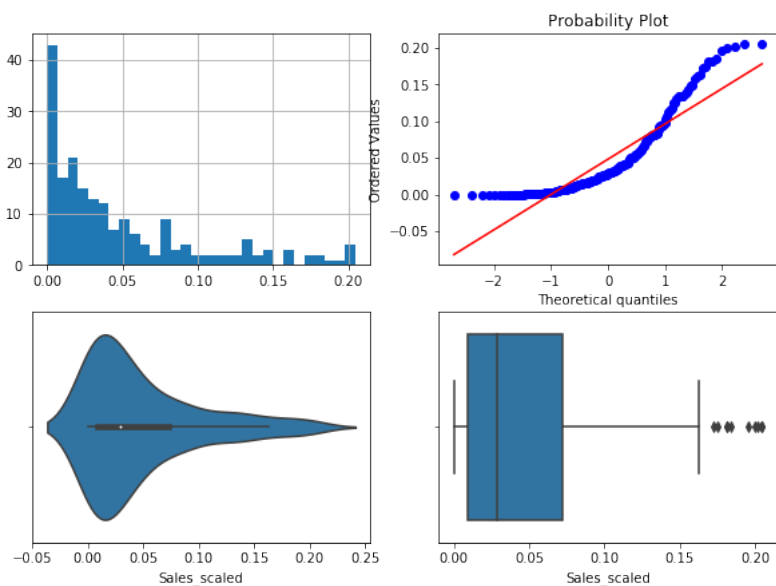 40
30
20
10
0
0.00 0.05 0.10 0.15 0.20
Probability Plot
Ordered Values
0.20
0.15
0.10
0.05
0.00
−0.05
−2 −1 0 1 2
Theoretical quantiles
−0.05 0.00 0.05 0.10 0.15 0.20 0.25
Sales_scaled
0.00 0.05 0.10 0.15 0.20
Sales_scaled